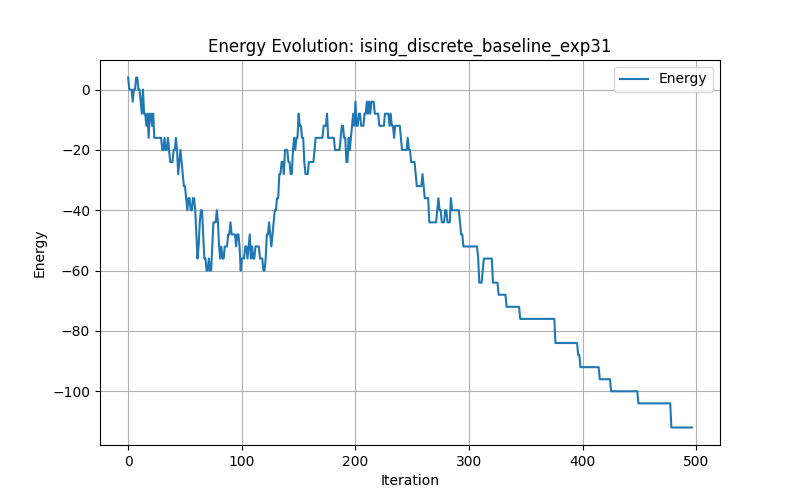 Energy Evolution: ising_discrete_baseline_exp31
Energy
0
−20
−40
−60
−80
−100
Energy
0 100 200 300 400 500
Iteration